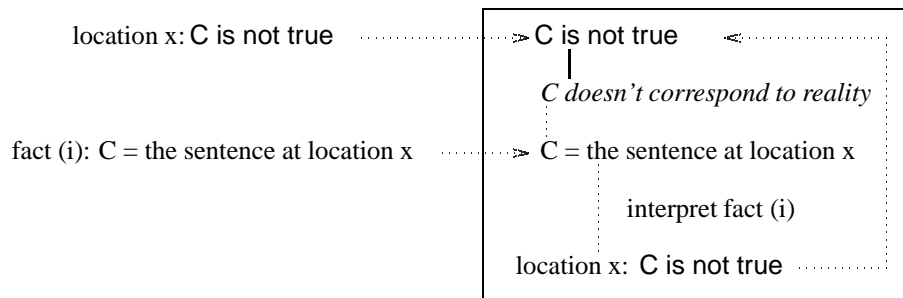 location x: C is not true
C is not true
C doesn't correspond to reality
fact (i): C = the sentence at location x
C = the sentence at location x
interpret fact (i)
location x: C is not true